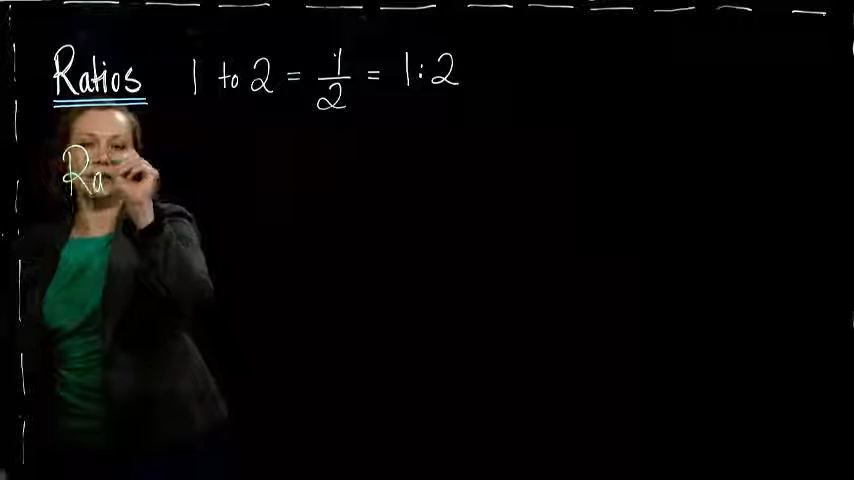 Ratios 1 to 2 = 1/2 = 1:2
Ra